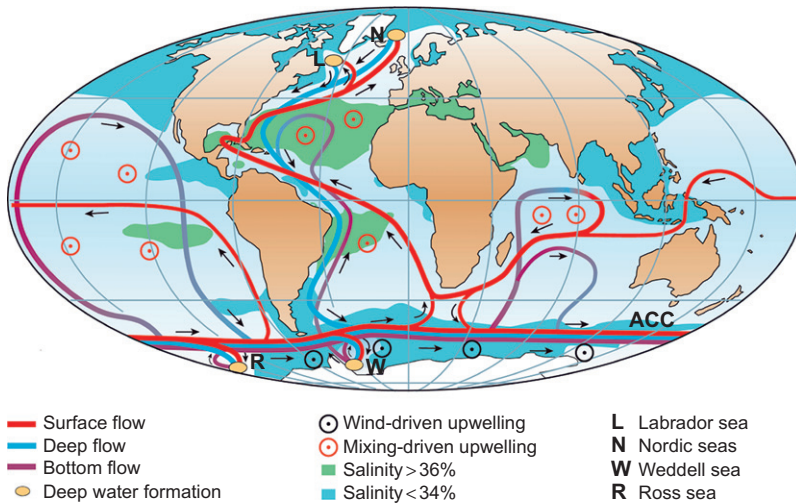 N
L
ACC
R
W
Surface flow
Deep flow
Bottom flow
Deep water formation
Wind-driven upwelling
Mixing-driven upwelling
Salinity > 36%
Salinity < 34%
L Labrador sea
N Nordic seas
W Weddell sea
R Ross sea